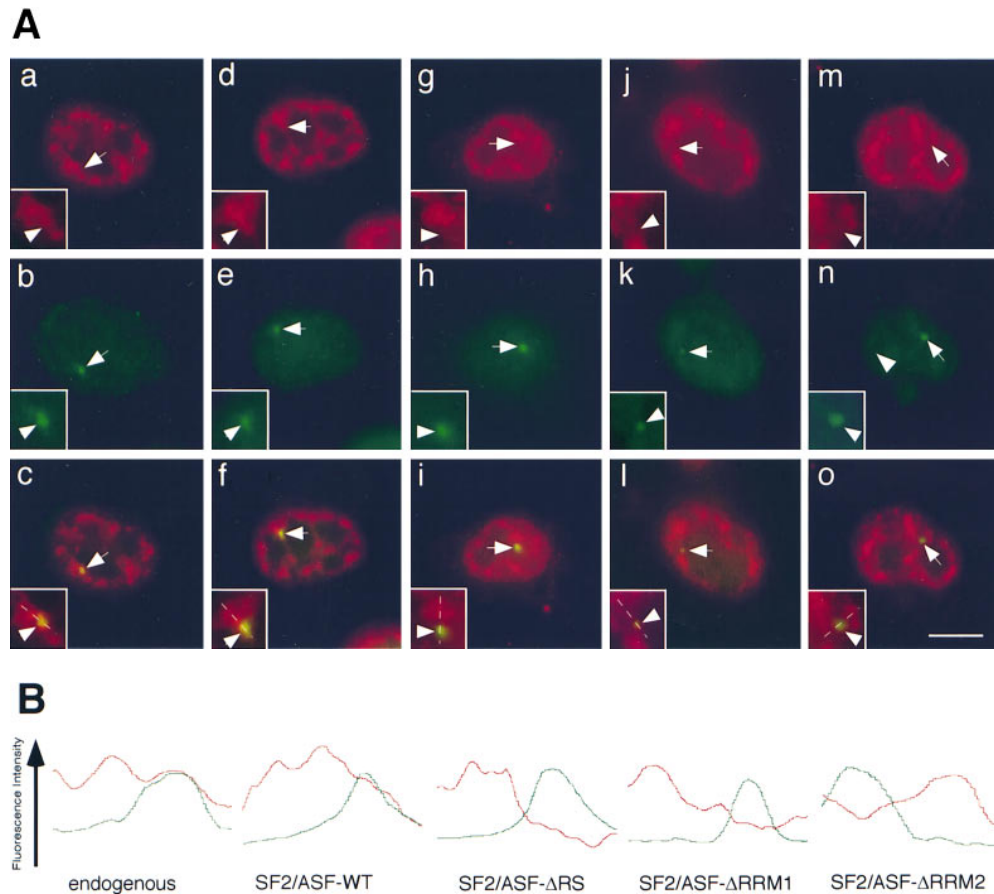 A
a d g j m
b e h k n
c f i l o
B
Fluorescence Intensity
endogenous SF2/ASF-WT SF2/ASF-ΔRS SF2/ASF-ΔRRM1 SF2/ASF-ΔRRM2